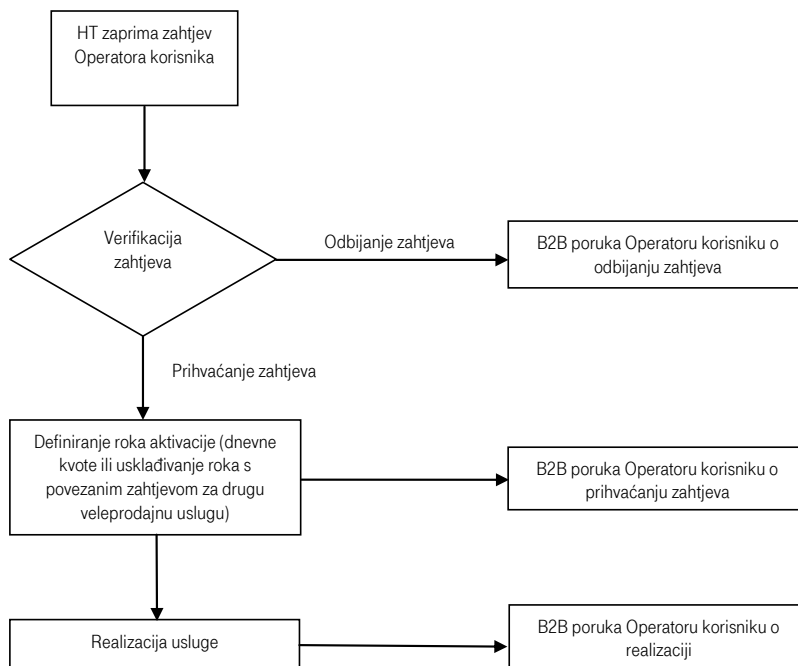 HT zaprima zahtjev
Operatora korisnika
Verifikacija
zahtjeva
Odbijanje zahtjeva
B2B poruka Operatoru korisniku o
odbijanju zahtjeva
Prihvaćanje zahtjeva
Definiranje roka aktivacije (dnevne
kvote ili usklađivanje roka s
povezanim zahtjevom za drugu
veleprodajnu uslugu)
B2B poruka Operatoru korisniku o
prihvaćanju zahtjeva
Realizacija usluge
B2B poruka Operatoru korisniku o
realizaciji